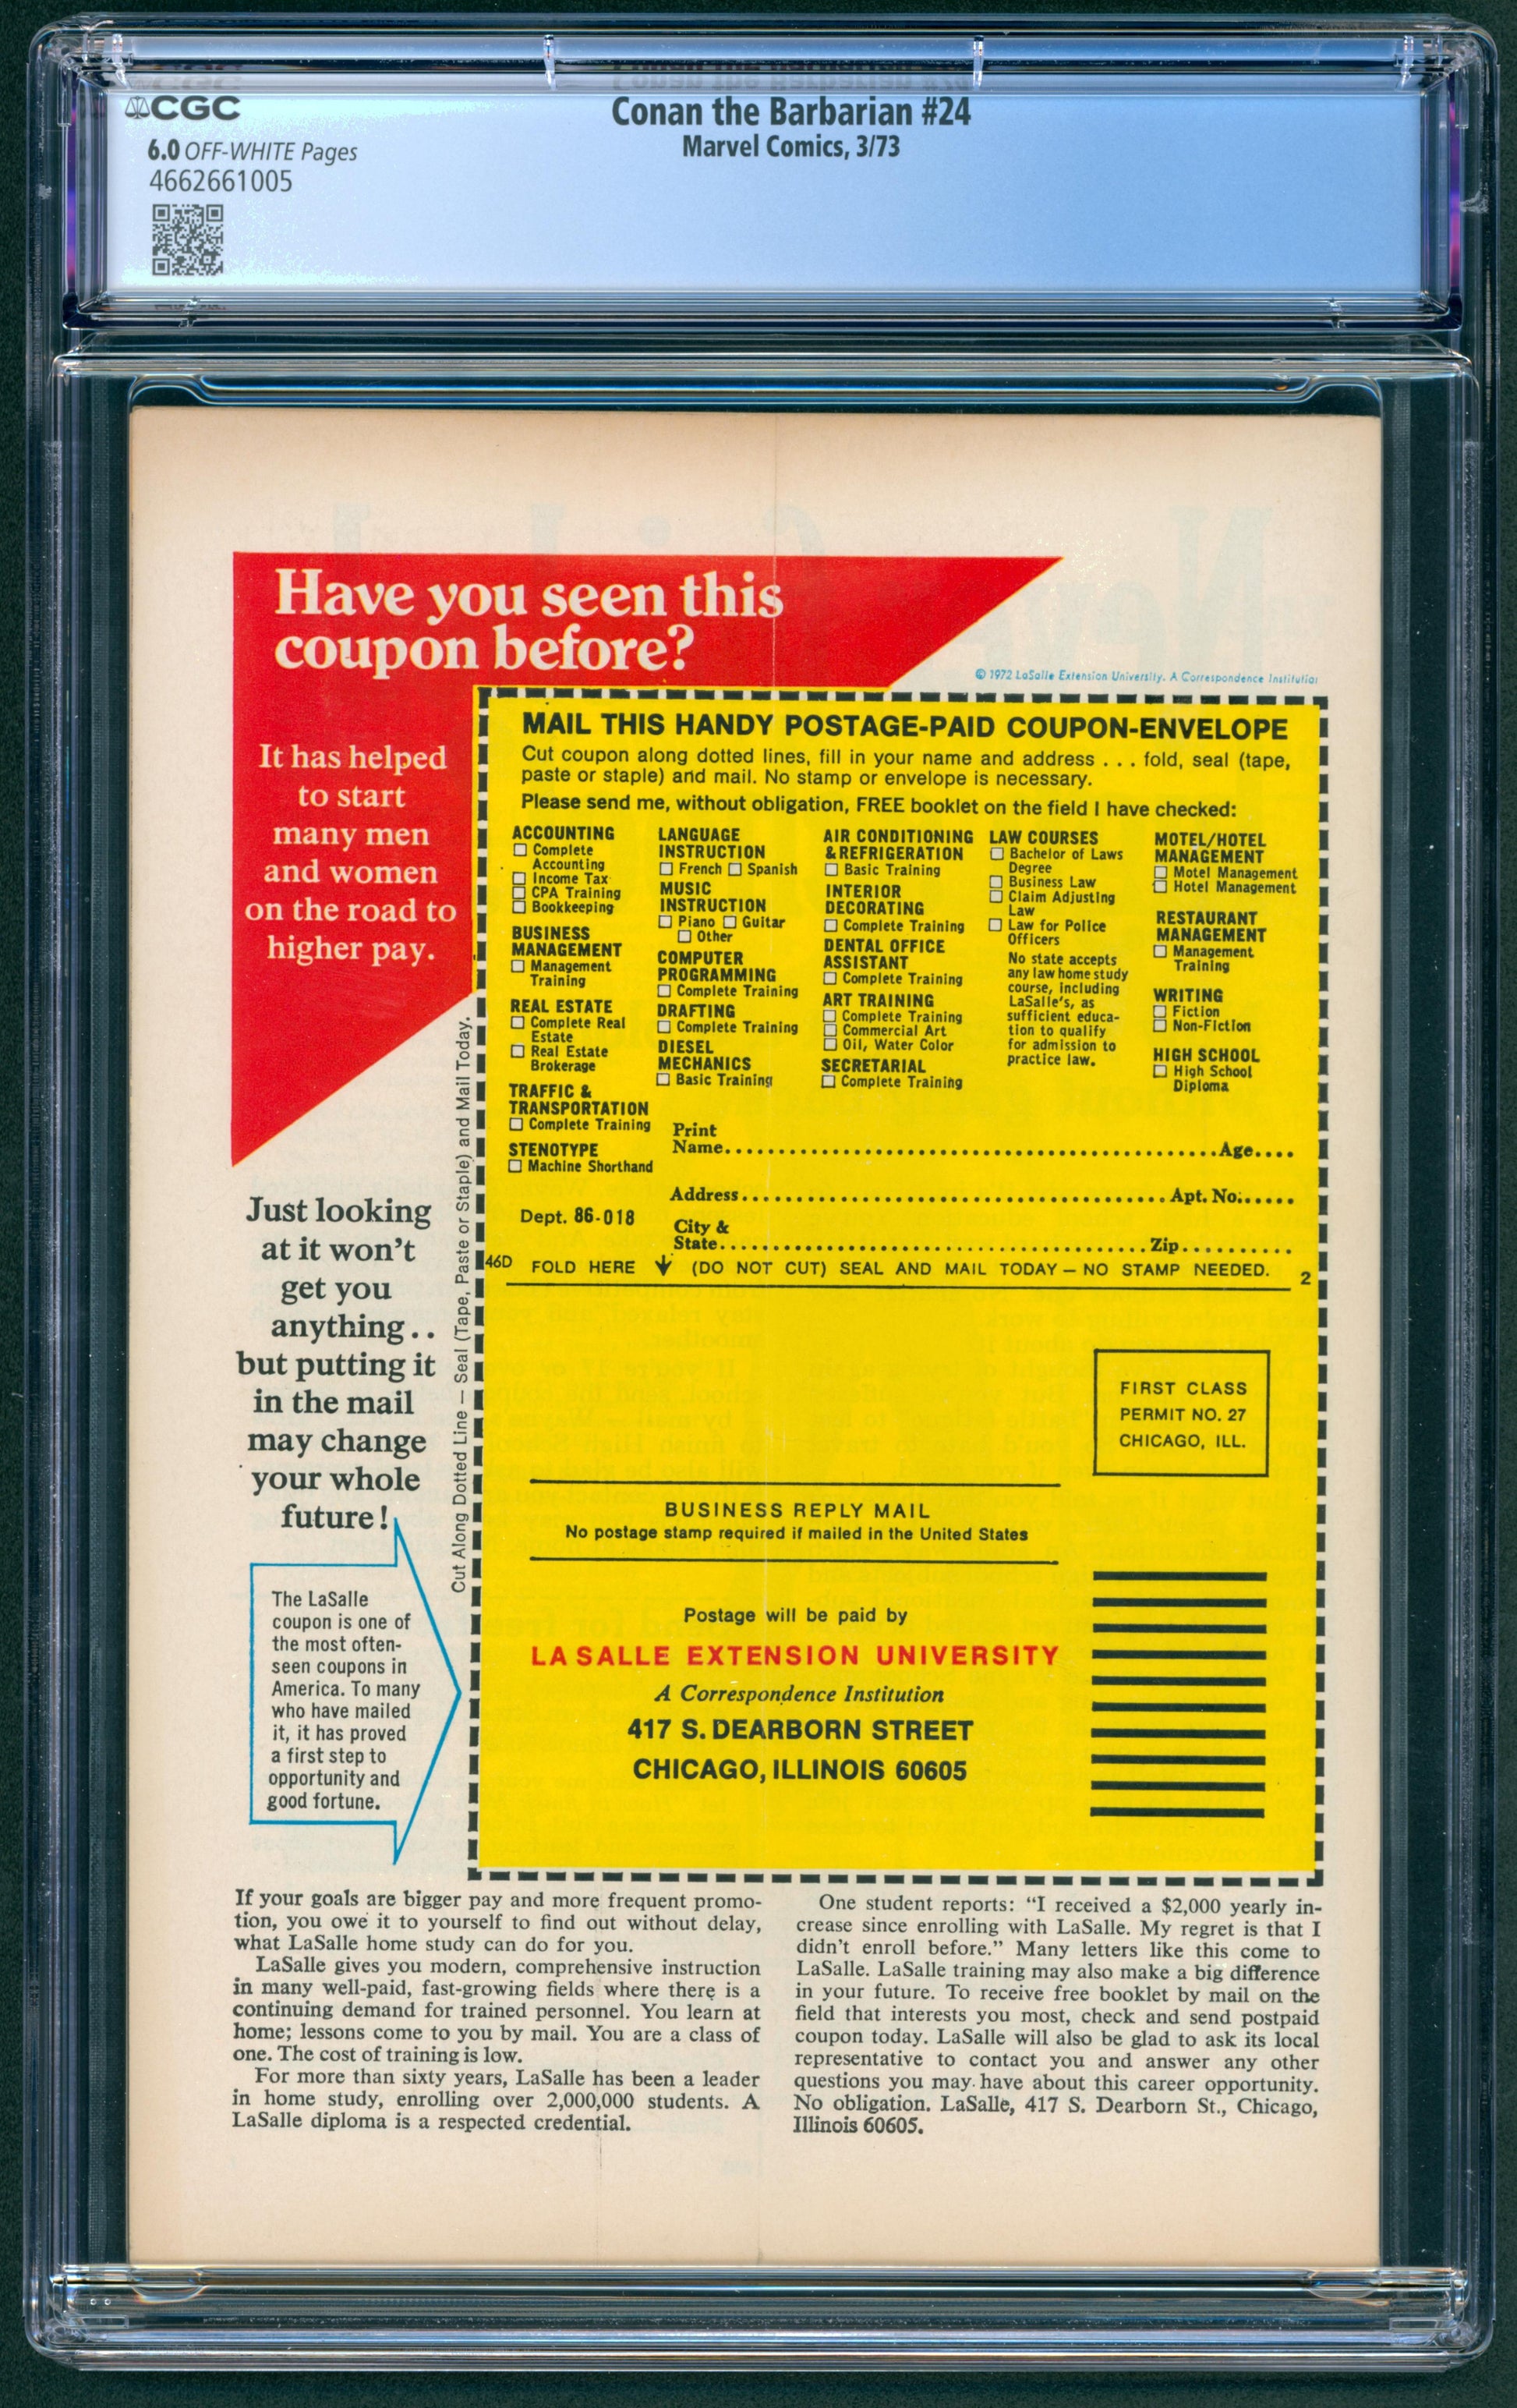 CGC
Conan the Barbarian #24
Marvel Comics, 3/73
6.0 OFF-WHITE Pages
4662661005
Have you seen this
coupon before?
© 1972 LaSalle Extension University. A Correspondence Institution
It has helped
to start
many men
and women
on the road to
higher pay.
MAIL THIS HANDY POSTAGE-PAID COUPON-ENVELOPE
Cut coupon along dotted lines, fill in your name and address . . . fold, seal (tape,
paste or staple) and mail. No stamp or envelope is necessary.
Please send me, without obligation, FREE booklet on the field I have checked:
ACCOUNTING
Complete
Accounting
Income Tax
CPA Training
Bookkeeping
BUSINESS
MANAGEMENT
Management
Training
REAL ESTATE
Complete Real
Estate
Real Estate
Brokerage
TRAFFIC &
TRANSPORTATION
Complete Training
STENOTYPE
Machine Shorthand
LANGUAGE
INSTRUCTION
French Spanish
MUSIC
INSTRUCTION
Piano Guitar
Other
COMPUTER
PROGRAMMING
Complete Training
DRAFTING
Complete Training
DIESEL
MECHANICS
Basic Training
AIR CONDITIONING
& REFRIGERATION
Basic Training
INTERIOR
DECORATING
Complete Training
DENTAL OFFICE
ASSISTANT
Complete Training
ART TRAINING
Complete Training
Commercial Art
Oil, Water Color
SECRETARIAL
Complete Training
LAW COURSES
Bachelor of Laws
Degree
Business Law
Claim Adjusting
Law
Law for Police
Officers
No state accepts
any law home study
course, including
LaSalle's, as
sufficient educa-
tion to qualify
for admission to
practice law.
MOTEL/HOTEL
MANAGEMENT
Motel Management
Hotel Management
RESTAURANT
MANAGEMENT
Management
Training
WRITING
Fiction
Non-Fiction
HIGH SCHOOL
High School
Diploma
Print
Name Age
Address Apt. No.
Dept. 86-018
City &
State Zip
46D FOLD HERE (DO NOT CUT) SEAL AND MAIL TODAY – NO STAMP NEEDED. 2
Cut Along Dotted Line – Seal (Tape, Paste or Staple) and Mail Today.
Just looking
at it won't
get you
anything . .
but putting it
in the mail
may change
your whole
future!
FIRST CLASS
PERMIT NO. 27
CHICAGO, ILL.
BUSINESS REPLY MAIL
No postage stamp required if mailed in the United States
Postage will be paid by
LA SALLE EXTENSION UNIVERSITY
A Correspondence Institution
417 S. DEARBORN STREET
CHICAGO, ILLINOIS 60605
The LaSalle
coupon is one of
the most often-
seen coupons in
America. To many
who have mailed
it, it has proved
a first step to
opportunity and
good fortune.
If your goals are bigger pay and more frequent promo-
tion, you owe it to yourself to find out without delay,
what LaSalle home study can do for you.
LaSalle gives you modern, comprehensive instruction
in many well-paid, fast-growing fields where there is a
continuing demand for trained personnel. You learn at
home; lessons come to you by mail. You are a class of
one. The cost of training is low.
For more than sixty years, LaSalle has been a leader
in home study, enrolling over 2,000,000 students. A
LaSalle diploma is a respected credential.
One student reports: “I received a $2,000 yearly in-
crease since enrolling with LaSalle. My regret is that I
didn't enroll before.” Many letters like this come to
LaSalle. LaSalle training may also make a big difference
in your future. To receive free booklet by mail on the
field that interests you most, check and send postpaid
coupon today. LaSalle will also be glad to ask its local
representative to contact you and answer any other
questions you may have about this career opportunity.
No obligation. LaSalle, 417 S. Dearborn St., Chicago,
Illinois 60605.